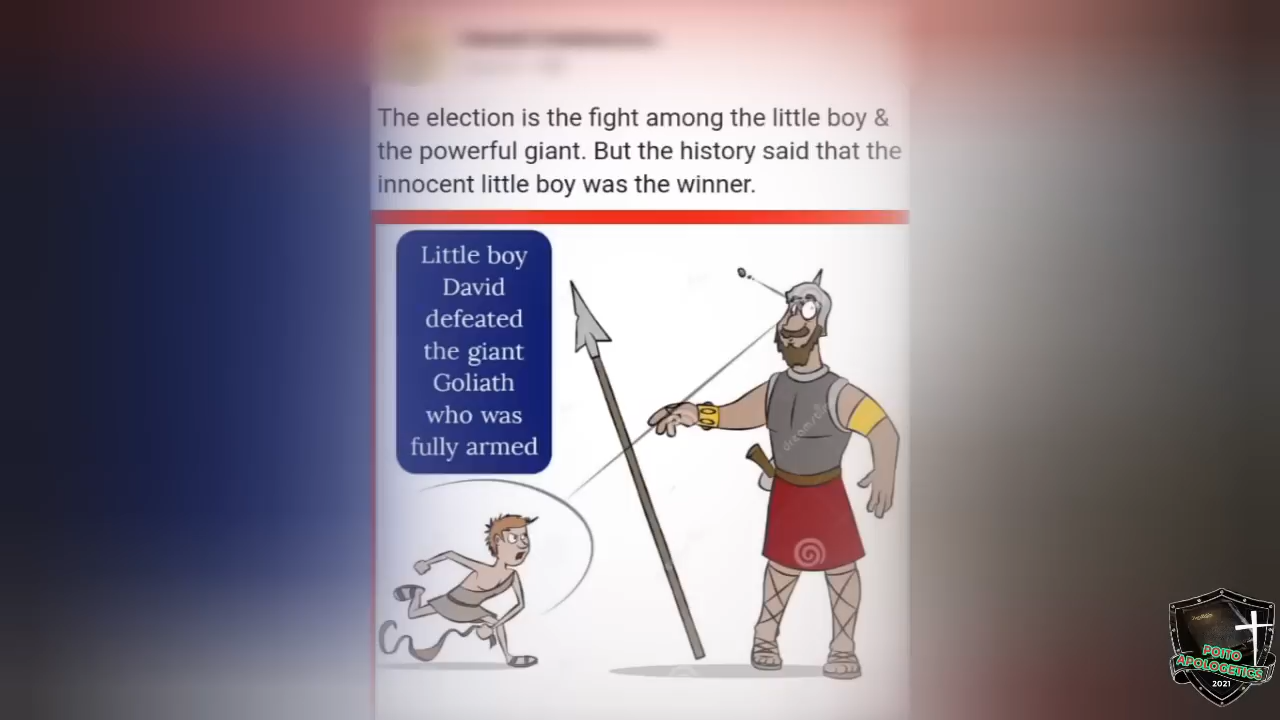 The election is the fight among the little boy &
the powerful giant. But the history said that the
innocent little boy was the winner.
Little boy
David
defeated
the giant
Goliath
who was
fully armed
dreamstime
POITO
APOLOGETICS
2021